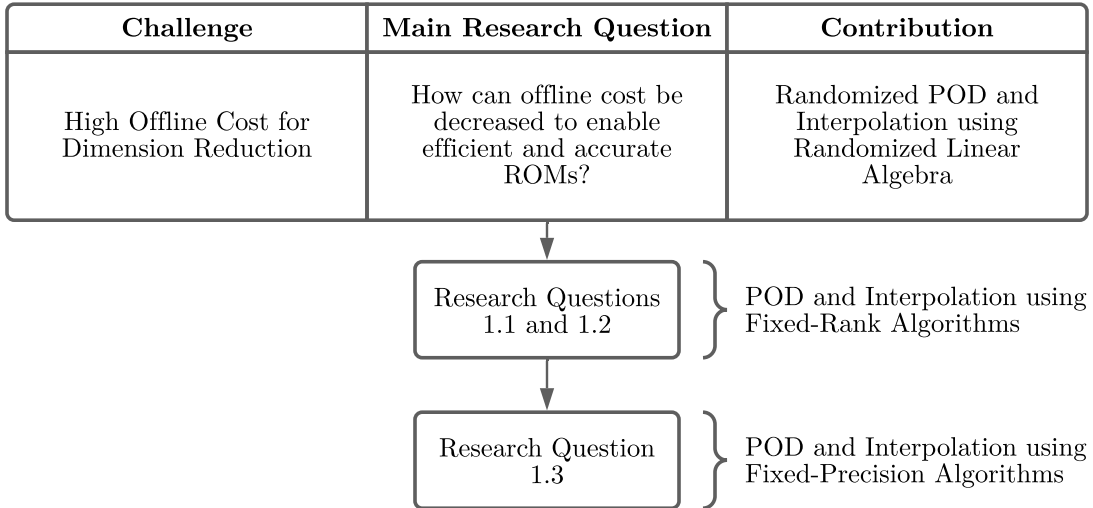 Challenge
Main Research Question
Contribution
High Offline Cost for
Dimension Reduction
How can offline cost be
decreased to enable
efficient and accurate
ROMs?
Randomized POD and
Interpolation using
Randomized Linear
Algebra
Research Questions
1.1 and 1.2
POD and Interpolation using
Fixed-Rank Algorithms
Research Question
1.3
POD and Interpolation using
Fixed-Precision Algorithms